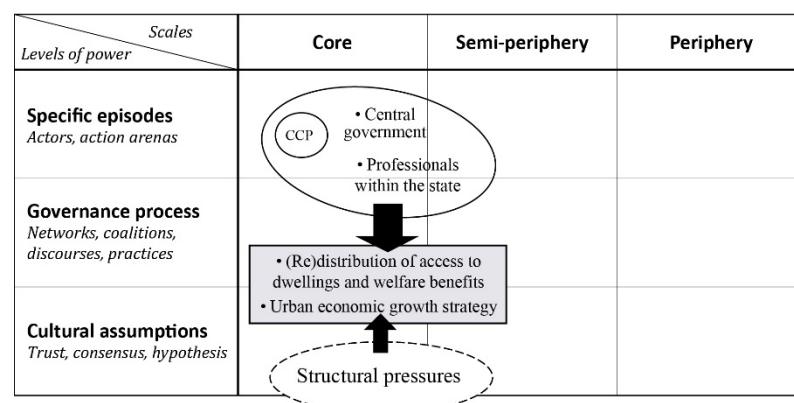 Scales
Levels of power
Core
Semi-periphery
Periphery
Specific episodes
Actors, action arenas
CCP
• Central
government
• Professionals
within the state
Governance process
Networks, coalitions,
discourses, practices
• (Re)distribution of access to
dwellings and welfare benefits
• Urban economic growth strategy
Cultural assumptions
Trust, consensus, hypothesis
Structural pressures